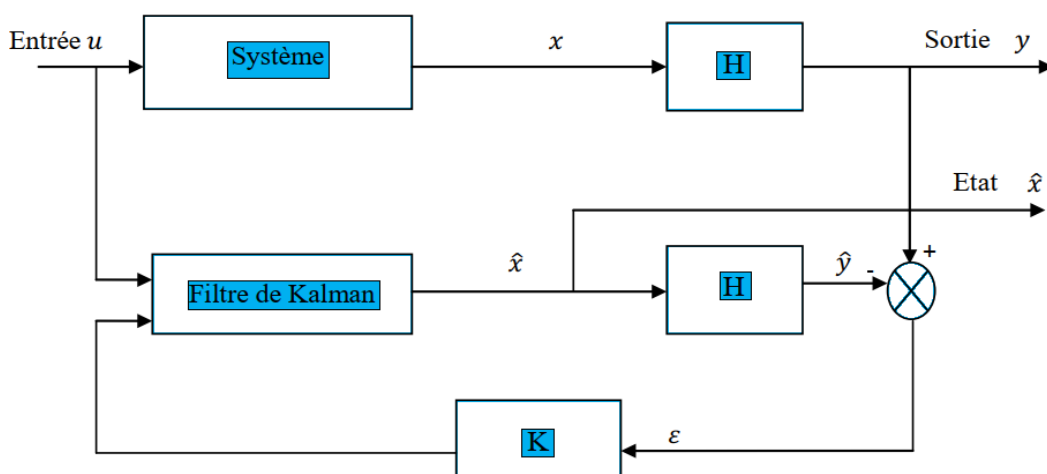 Entrée u
Système
x
H
Sortie y
Etat x̂
Filtre de Kalman
x̂
H
ŷ
-
+
K
ε